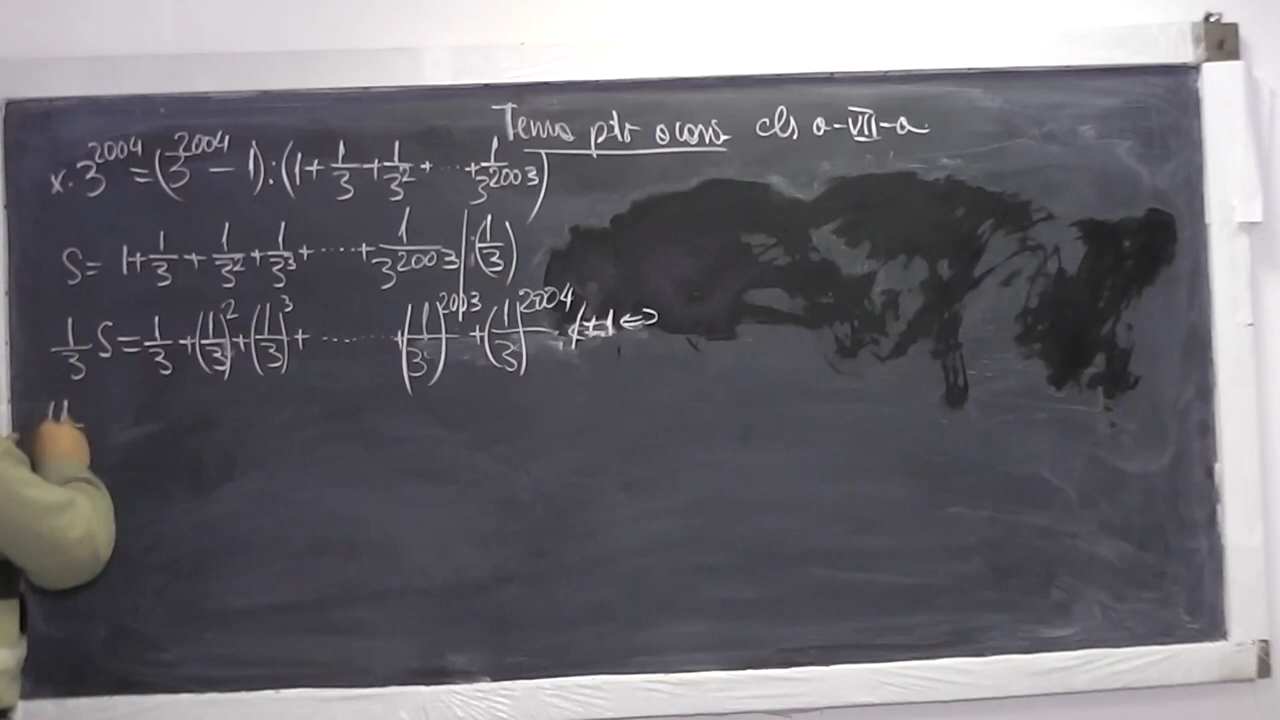 Tema ptr acasă cls a-VII-a
x·3^2004 = (3^2004 - 1) : (1 + 1/3 + 1/3^2 + ... + 1/3^2003)
S = 1 + 1/3 + 1/3^2 + 1/3^3 + ...... + 1/3^2003 | ·(1/3)
1/3 S = 1/3 + (1/3)^2 + (1/3)^3 + ......... + (1/3)^2003 + (1/3)^2004 | +1 ⇔